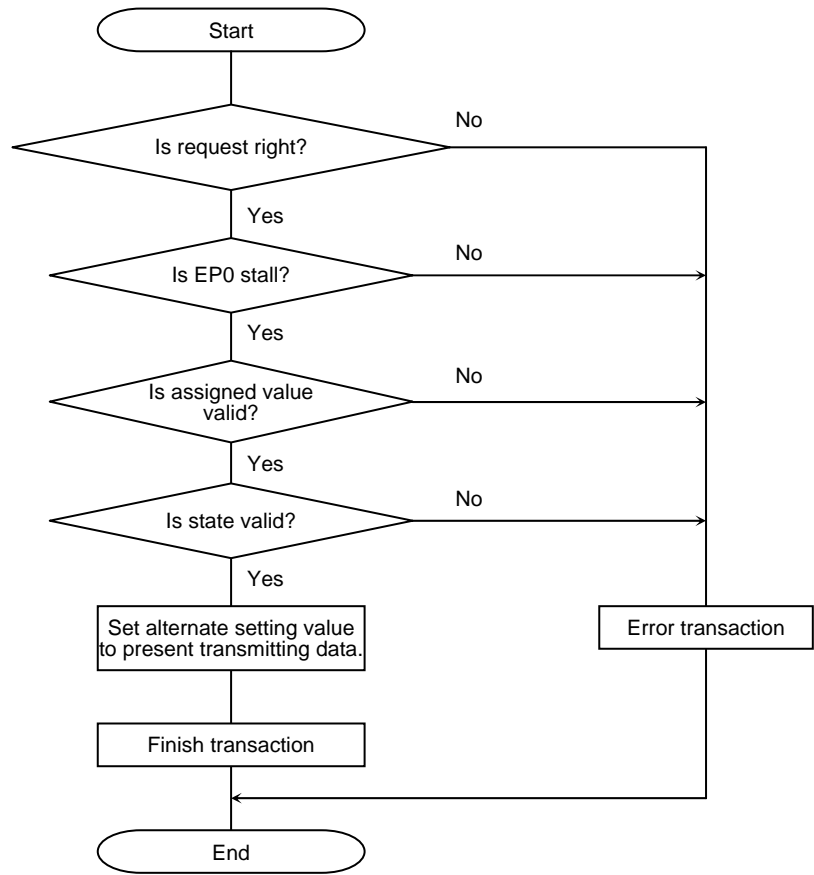 Start
No
Is request right?
Yes
No
Is EP0 stall?
Yes
No
Is assigned value
valid?
Yes
No
Is state valid?
Yes
Set alternate setting value
to present transmitting data.
Error transaction
Finish transaction
End